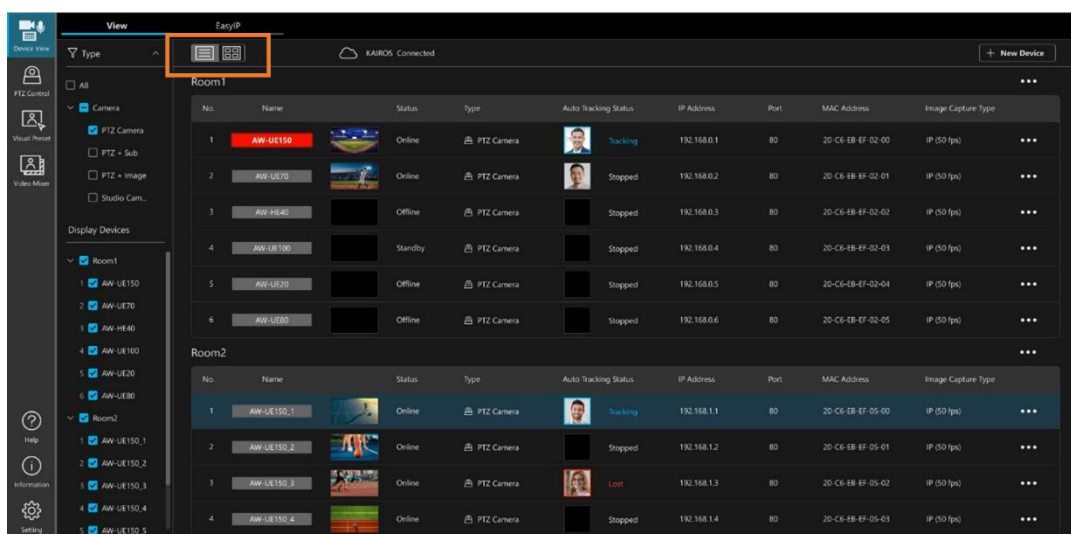 View EasyIP
Device View
PTZ Control
Visual Preset
Video Mixer
Help
Information
Setting
Type
All
Camera
PTZ Camera
PTZ + Sub
PTZ + Image
Studio Cam...
Display Devices
Room1
1 AW-UE150
2 AW-UE70
3 AW-HE40
4 AW-UE100
5 AW-UE20
6 AW-UE80
Room2
1 AW-UE150_1
2 AW-UE150_2
3 AW-UE150_3
4 AW-UE150_4
5 AW-UE150_5
KAIROS Connected
+ New Device
Room1
No. Name Status Type Auto Tracking Status IP Address Port MAC Address Image Capture Type
1 AW-UE150 Online PTZ Camera Tracking 192.168.0.1 80 20-C6-EB-EF-02-00 IP (50 fps)
2 AW-UE70 Online PTZ Camera Stopped 192.168.0.2 80 20-C6-EB-EF-02-01 IP (50 fps)
3 AW-HE40 Offline PTZ Camera Stopped 192.168.0.3 80 20-C6-EB-EF-02-02 IP (50 fps)
4 AW-UE100 Standby PTZ Camera Stopped 192.168.0.4 80 20-C6-EB-EF-02-03 IP (50 fps)
5 AW-UE20 Offline PTZ Camera Stopped 192.168.0.5 80 20-C6-EB-EF-02-04 IP (50 fps)
6 AW-UE80 Offline PTZ Camera Stopped 192.168.0.6 80 20-C6-EB-EF-02-05 IP (50 fps)
Room2
No. Name Status Type Auto Tracking Status IP Address Port MAC Address Image Capture Type
1 AW-UE150_1 Online PTZ Camera Tracking 192.168.1.1 80 20-C6-EB-EF-05-00 IP (50 fps)
2 AW-UE150_2 Online PTZ Camera Stopped 192.168.1.2 80 20-C6-EB-EF-05-01 IP (50 fps)
3 AW-UE150_3 Online PTZ Camera Lost 192.168.1.3 80 20-C6-EB-EF-05-02 IP (50 fps)
4 AW-UE150_4 Online PTZ Camera Stopped 192.168.1.4 80 20-C6-EB-EF-05-03 IP (50 fps)